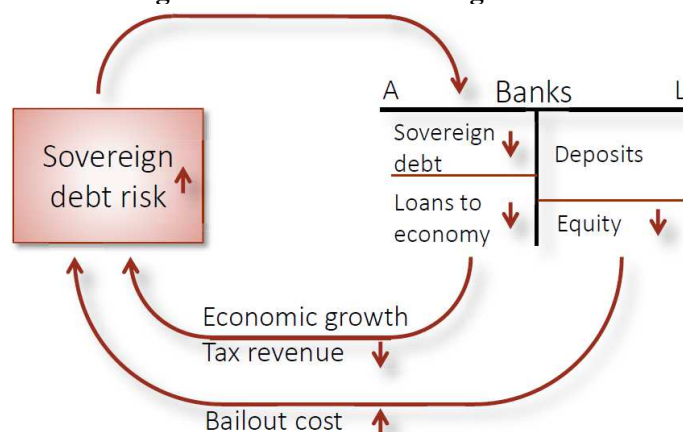 A Banks L
Sovereign
debt risk
Sovereign
debt
Deposits
Loans to
economy
Equity
Economic growth
Tax revenue
Bailout cost